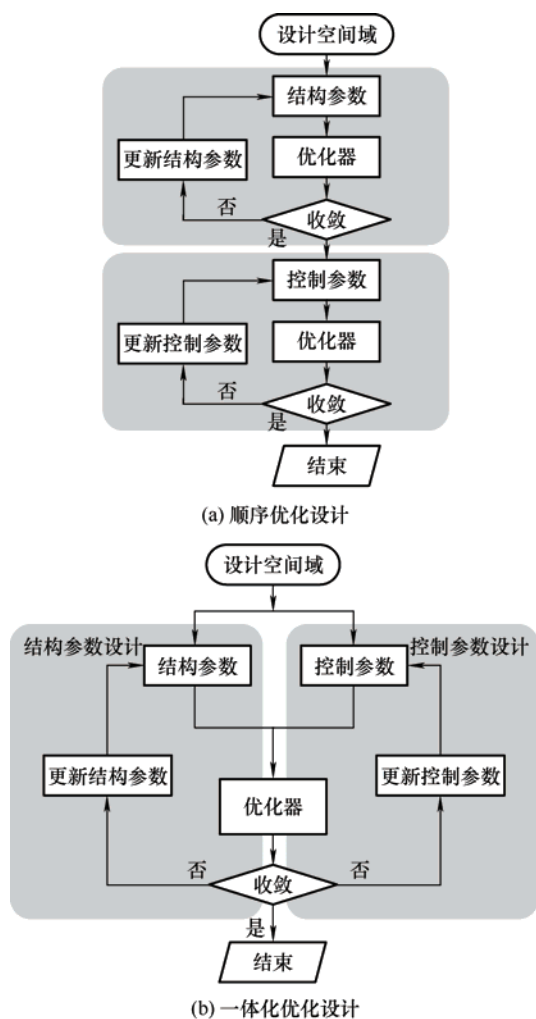 设计空间域
结构参数
更新结构参数
优化器
否
收敛
是
控制参数
更新控制参数
优化器
否
收敛
是
结束
(a) 顺序优化设计
设计空间域
结构参数设计
控制参数设计
结构参数
控制参数
更新结构参数
更新控制参数
优化器
否
收敛
否
是
结束
(b) 一体化优化设计